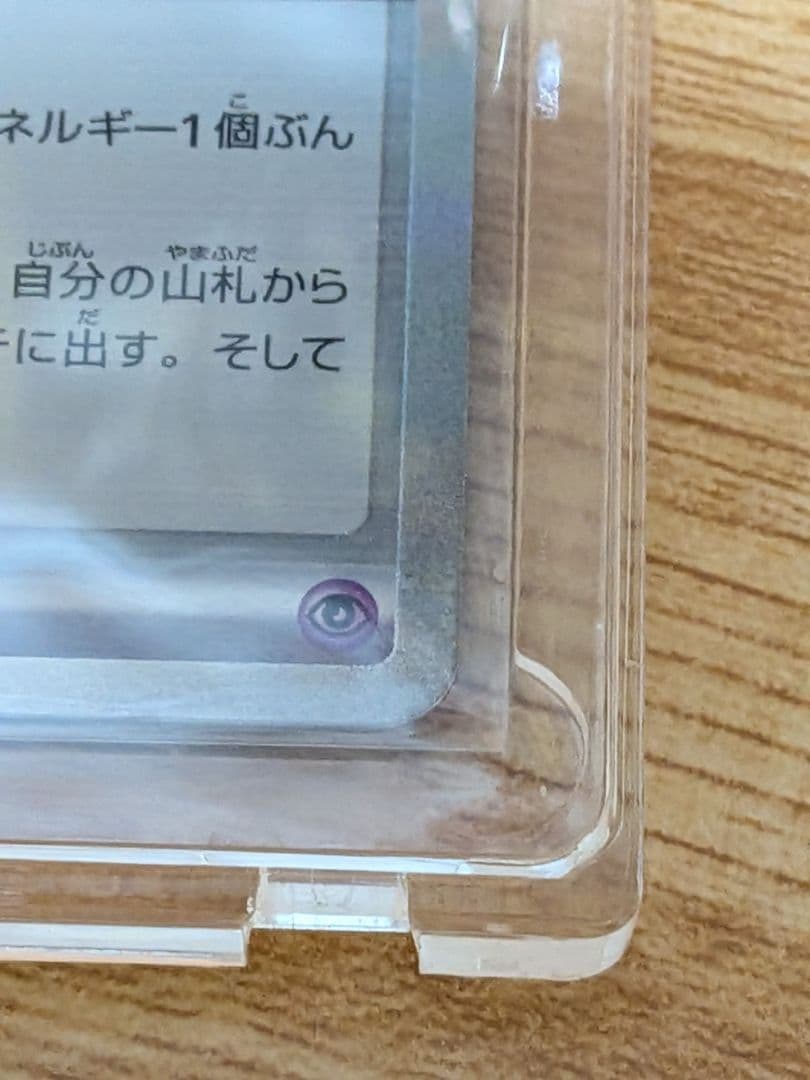 ネルギー1個ぶん
自分の山札から
に出す。そして